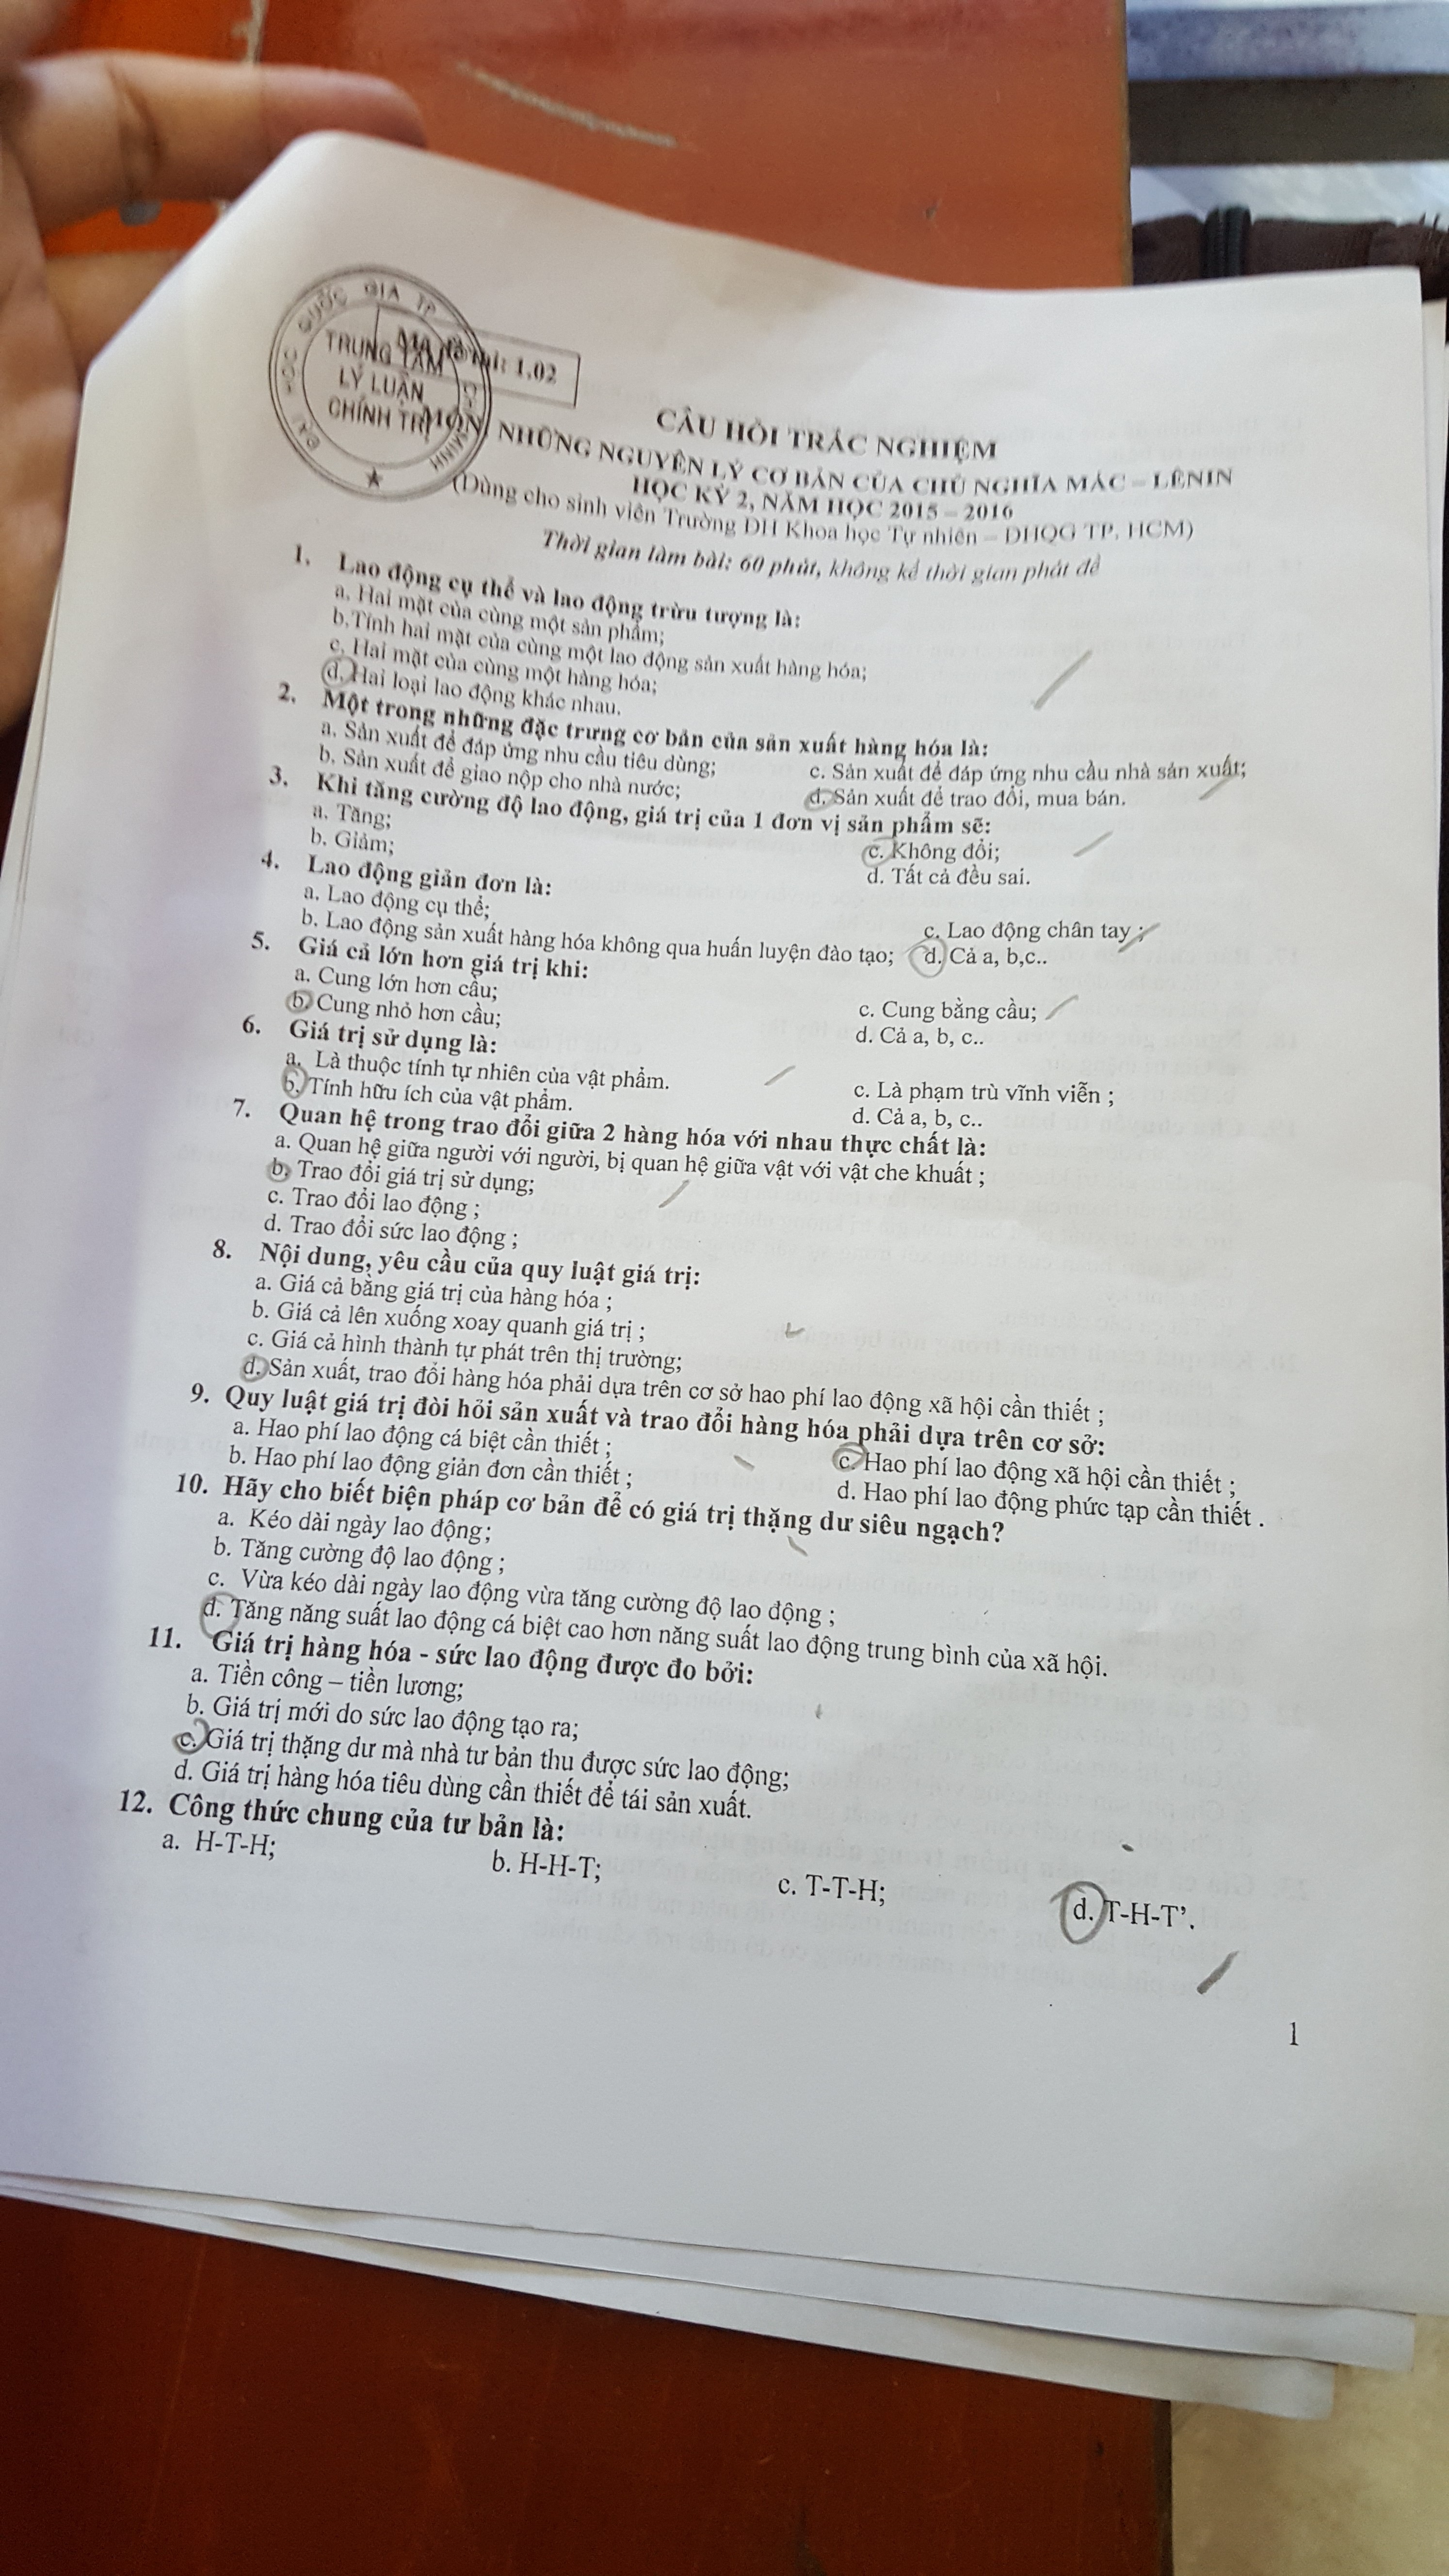 ĐẠI HỌC QUỐC GIA TP
TRUNG TÂM
LÝ LUẬN
CHÍNH TRỊ
1.02
CÂU HỎI TRẮC NGHIỆM
MÔN NHỮNG NGUYÊN LÝ CƠ BẢN CỦA CHỦ NGHĨA MÁC – LÊNIN
HỌC KỲ 2, NĂM HỌC 2015 – 2016
(Dùng cho sinh viên Trường ĐH Khoa học Tự nhiên – ĐHQG TP. HCM)
Thời gian làm bài: 60 phút, không kể thời gian phát đề
1. Lao động cụ thể và lao động trừu tượng là:
a. Hai mặt của cùng một sản phẩm;
b.Tính hai mặt của cùng một lao động sản xuất hàng hóa;
c. Hai mặt của cùng một hàng hóa;
d. Hai loại lao động khác nhau.
2. Một trong những đặc trưng cơ bản của sản xuất hàng hóa là:
a. Sản xuất để đáp ứng nhu cầu tiêu dùng; c. Sản xuất để đáp ứng nhu cầu nhà sản xuất;
b. Sản xuất để giao nộp cho nhà nước; d. Sản xuất để trao đổi, mua bán.
3. Khi tăng cường độ lao động, giá trị của 1 đơn vị sản phẩm sẽ:
a. Tăng; c. Không đổi;
b. Giảm; d. Tất cả đều sai.
4. Lao động giản đơn là:
a. Lao động cụ thể; c. Lao động chân tay ;
b. Lao động sản xuất hàng hóa không qua huấn luyện đào tạo; d. Cả a, b,c..
5. Giá cả lớn hơn giá trị khi:
a. Cung lớn hơn cầu; c. Cung bằng cầu;
b. Cung nhỏ hơn cầu; d. Cả a, b, c..
6. Giá trị sử dụng là:
a. Là thuộc tính tự nhiên của vật phẩm. c. Là phạm trù vĩnh viễn ;
b. Tính hữu ích của vật phẩm. d. Cả a, b, c..
7. Quan hệ trong trao đổi giữa 2 hàng hóa với nhau thực chất là:
a. Quan hệ giữa người với người, bị quan hệ giữa vật với vật che khuất ;
b. Trao đổi giá trị sử dụng;
c. Trao đổi lao động ;
d. Trao đổi sức lao động ;
8. Nội dung, yêu cầu của quy luật giá trị:
a. Giá cả bằng giá trị của hàng hóa ;
b. Giá cả lên xuống xoay quanh giá trị ;
c. Giá cả hình thành tự phát trên thị trường;
d. Sản xuất, trao đổi hàng hóa phải dựa trên cơ sở hao phí lao động xã hội cần thiết ;
9. Quy luật giá trị đòi hỏi sản xuất và trao đổi hàng hóa phải dựa trên cơ sở:
a. Hao phí lao động cá biệt cần thiết ; c. Hao phí lao động xã hội cần thiết ;
b. Hao phí lao động giản đơn cần thiết ; d. Hao phí lao động phức tạp cần thiết .
10. Hãy cho biết biện pháp cơ bản để có giá trị thặng dư siêu ngạch?
a. Kéo dài ngày lao động;
b. Tăng cường độ lao động ;
c. Vừa kéo dài ngày lao động vừa tăng cường độ lao động ;
d. Tăng năng suất lao động cá biệt cao hơn năng suất lao động trung bình của xã hội.
11. Giá trị hàng hóa - sức lao động được đo bởi:
a. Tiền công – tiền lương;
b. Giá trị mới do sức lao động tạo ra;
c. Giá trị thặng dư mà nhà tư bản thu được sức lao động;
d. Giá trị hàng hóa tiêu dùng cần thiết để tái sản xuất.
12. Công thức chung của tư bản là:
a. H-T-H; b. H-H-T; c. T-T-H; d. T-H-T’.
1